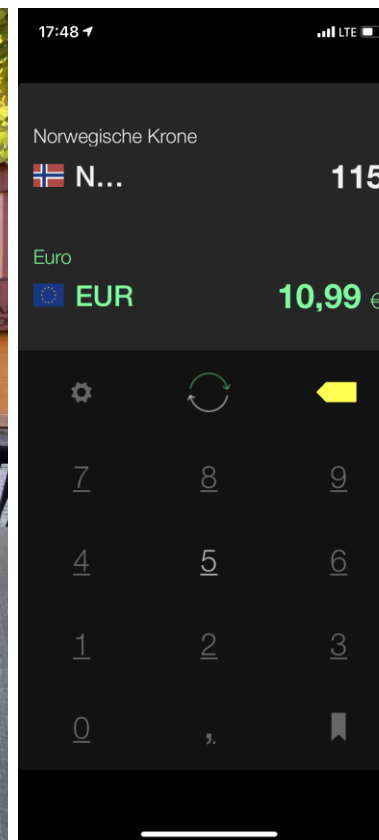 17:48
LTE
Norwegische Krone
N... 115
Euro
EUR 10,99 €
7 8 9
4 5 6
1 2 3
0 ,.